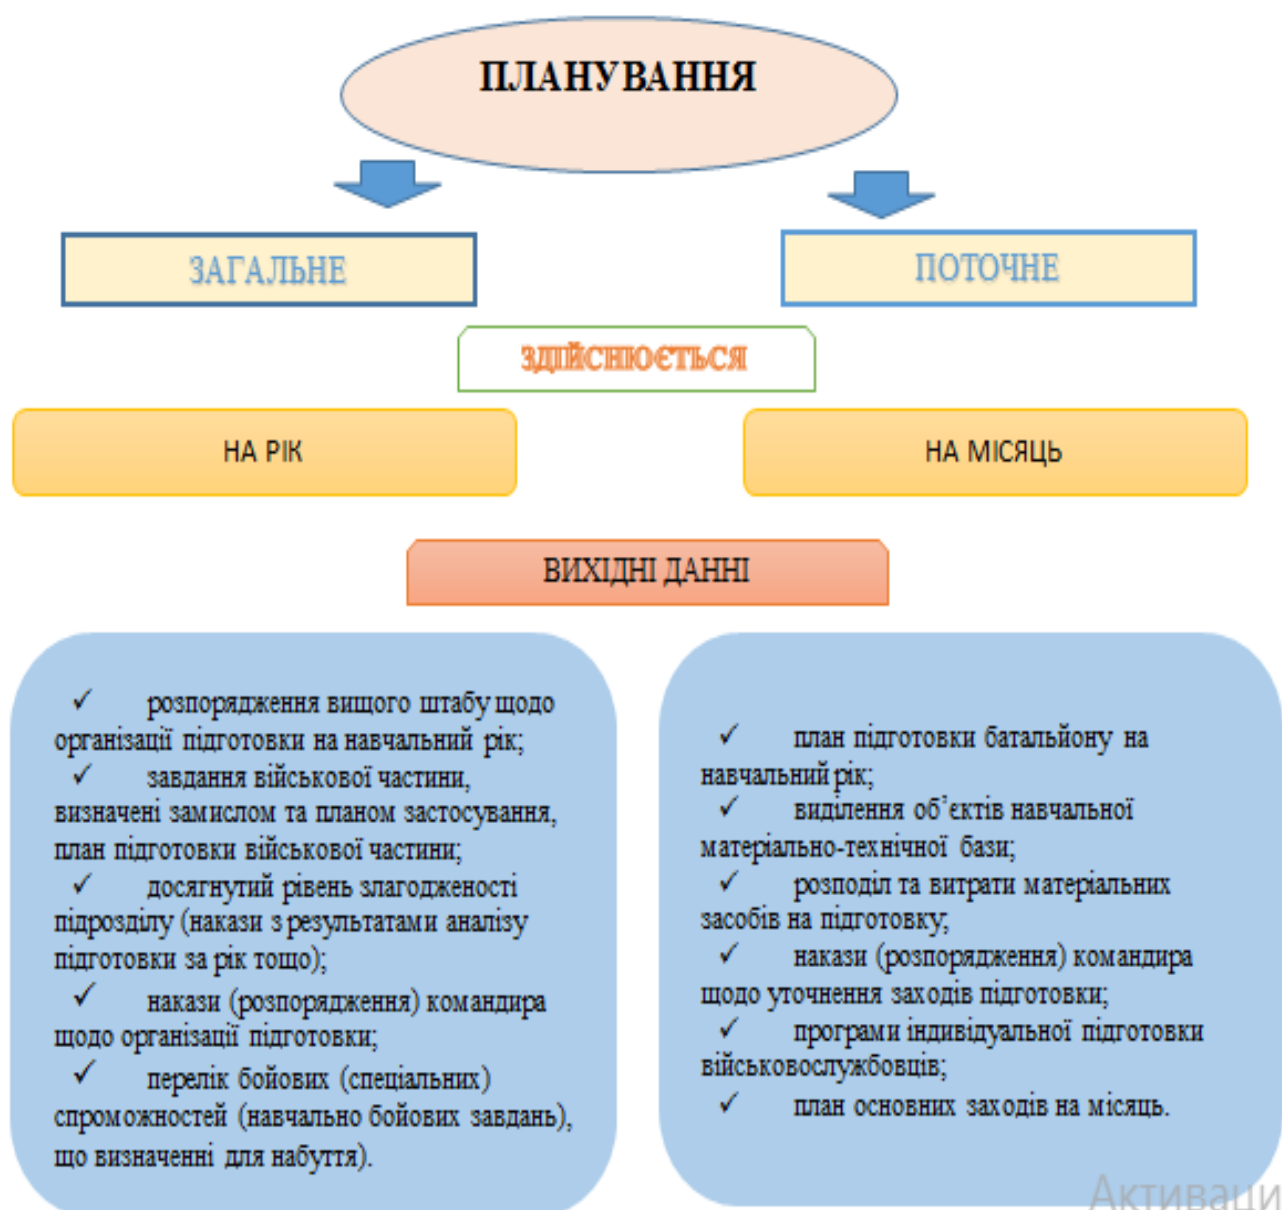 ПЛАНУВАННЯ
ЗАГАЛЬНЕ
ПОТОЧНЕ
ЗДІЙСНЮЄТЬСЯ
НА РІК
НА МІСЯЦЬ
ВИХІДНІ ДАННІ
✓ розпорядження вищого штабу щодо
організації підготовки на навчальний рік;
✓ завдання військової частини,
визначені замислом та планом застосування,
план підготовки військової частини;
✓ досягнутий рівень злагодженості
підрозділу (накази з результатами аналізу
підготовки за рік тощо);
✓ накази (розпорядження) командира
щодо організації підготовки;
✓ перелік бойових (спеціальних)
спроможностей (навчально бойових завдань),
що визначенні для набуття).
✓ план підготовки батальйону на
навчальний рік;
✓ виділення об’єктів навчальної
матеріально-технічної бази;
✓ розподіл та витрати матеріальних
засобів на підготовку;
✓ накази (розпорядження) командира
щодо уточнення заходів підготовки;
✓ програми індивідуальної підготовки
військовослужбовців;
✓ план основних заходів на місяць.
Активаци